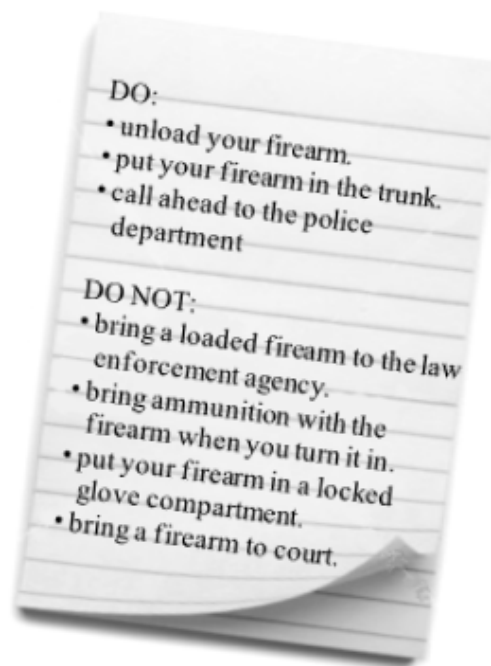 DO:
• unload your firearm.
• put your firearm in the trunk.
• call ahead to the police
department
DO NOT:
• bring a loaded firearm to the law
enforcement agency.
• bring ammunition with the
firearm when you turn it in.
• put your firearm in a locked
glove compartment.
• bring a firearm to court.